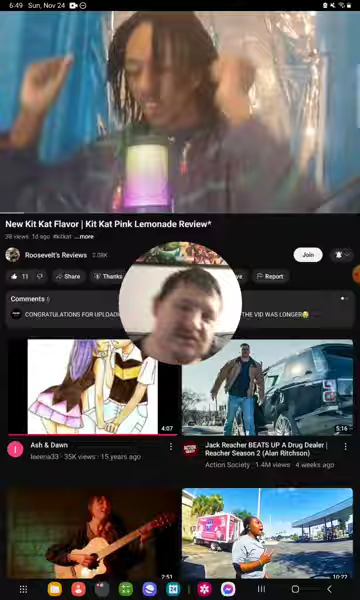 6:49 Sun, Nov 24
New Kit Kat Flavor | Kit Kat Pink Lemonade Review*
38 views 1d ago #kitkat ...more
Roosevelt's Reviews 2.08K
Join
11
Share
Thanks
Report
Comments 6
CONGRATULATIONS FOR UPLOADI
THE VID WAS LONGER😭
4:07
5:16
Ash & Dawn
leeena33 · 35K views · 15 years ago
Jack Reacher BEATS UP A Drug Dealer |
Reacher Season 2 (Alan Ritchson)
Action Society · 1.4M views · 4 weeks ago
2:51
10:22